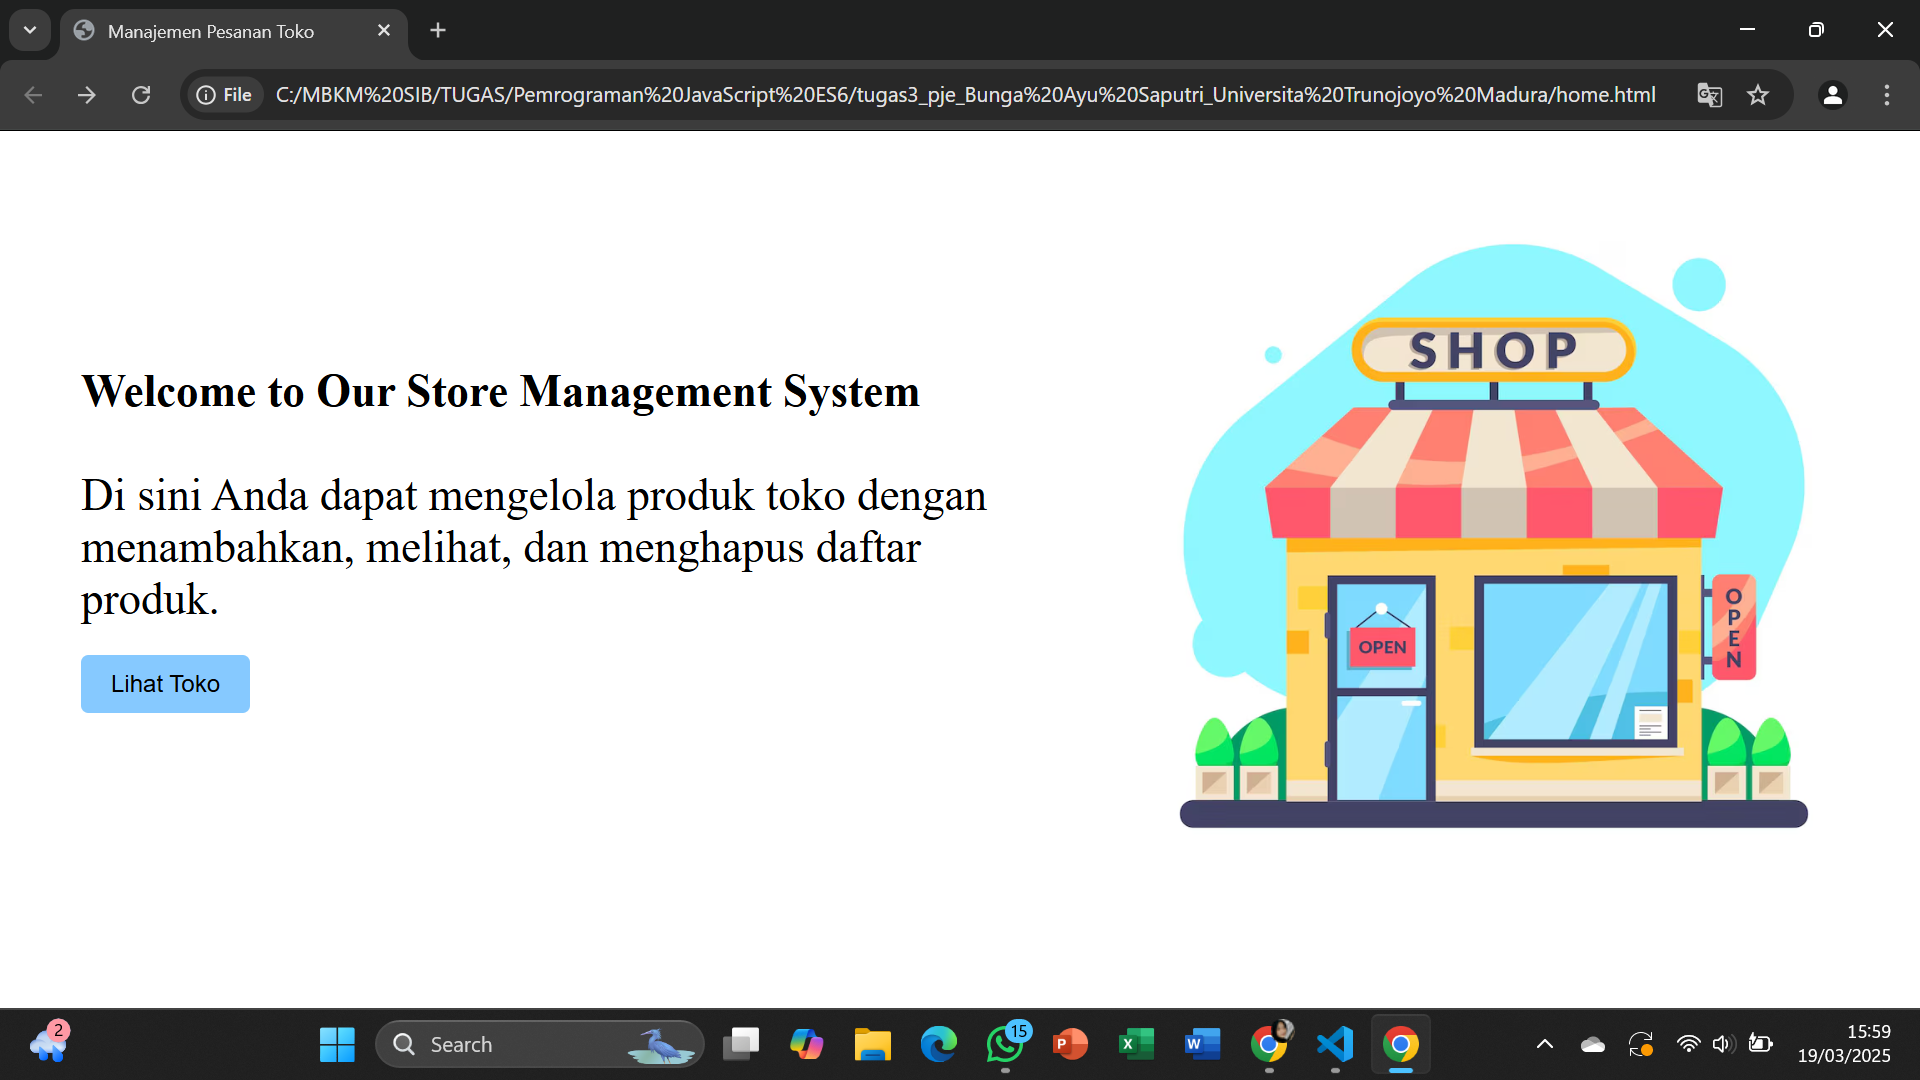 Manajemen Pesanan Toko
File
C:/MBKM%20SIB/TUGAS/Pemrograman%20JavaScript%20ES6/tugas3_pje_Bunga%20Ayu%20Saputri_Universita%20Trunojoyo%20Madura/home.html
SHOP
Welcome to Our Store Management System
Di sini Anda dapat mengelola produk toko dengan
menambahkan, melihat, dan menghapus daftar
produk.
OPEN
OPEN
Lihat Toko
2
Search
15
15:59
19/03/2025